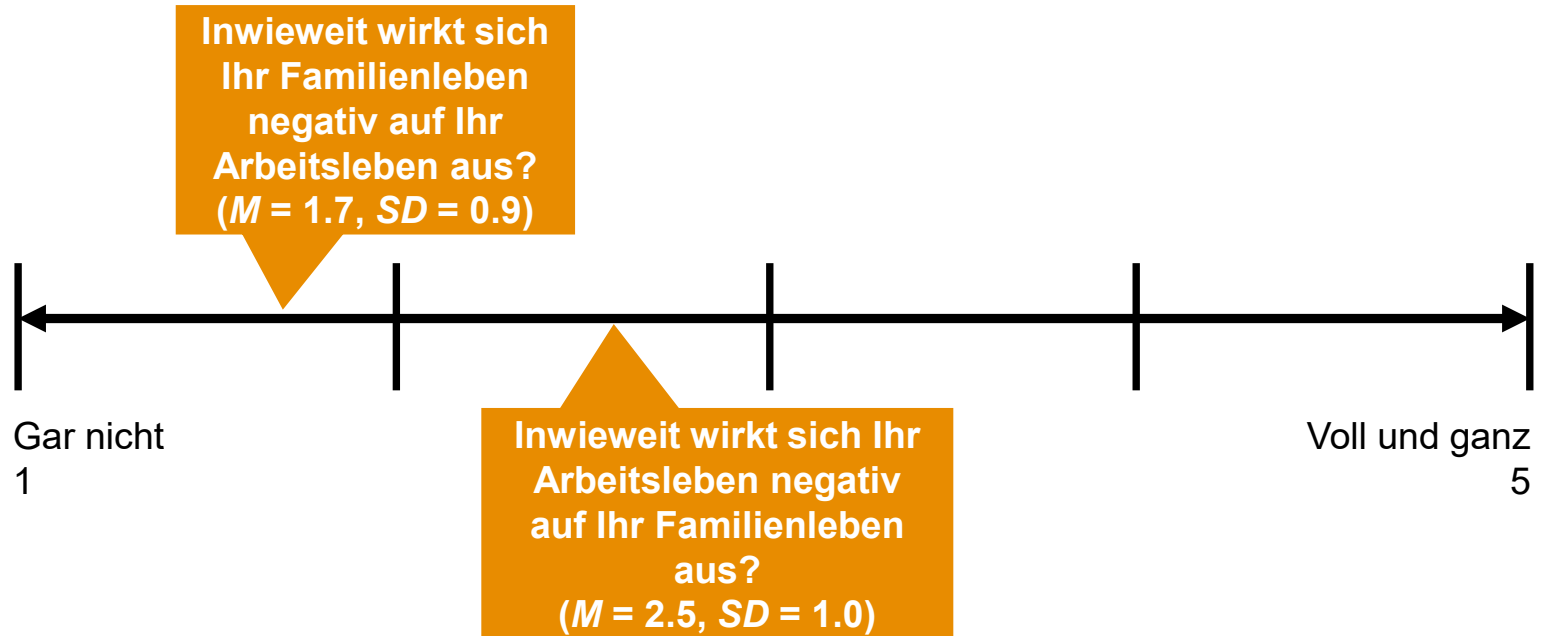 Inwieweit wirkt sich
Ihr Familienleben
negativ auf Ihr
Arbeitsleben aus?
(M = 1.7, SD = 0.9)
Gar nicht
1
Inwieweit wirkt sich Ihr
Arbeitsleben negativ
auf Ihr Familienleben
aus?
(M = 2.5, SD = 1.0)
Voll und ganz
5